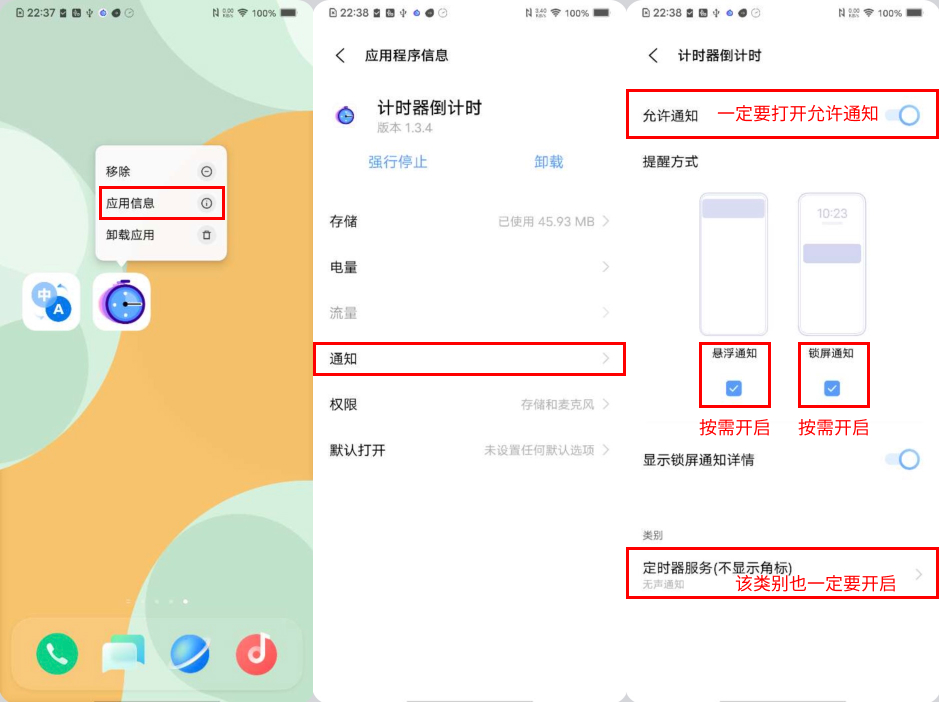 22:37
100%
移除
应用信息
卸载应用
中
A
22:38
100%
应用程序信息
计时器倒计时
版本 1.3.4
强行停止
卸载
存储
已使用 45.93 MB
电量
流量
通知
权限
存储和麦克风
默认打开
未设置任何默认选项
22:38
100%
计时器倒计时
允许通知
一定要打开允许通知
提醒方式
10:23
悬浮通知
锁屏通知
按需开启
按需开启
显示锁屏通知详情
类别
定时器服务(不显示角标)
无声通知
该类别也一定要开启